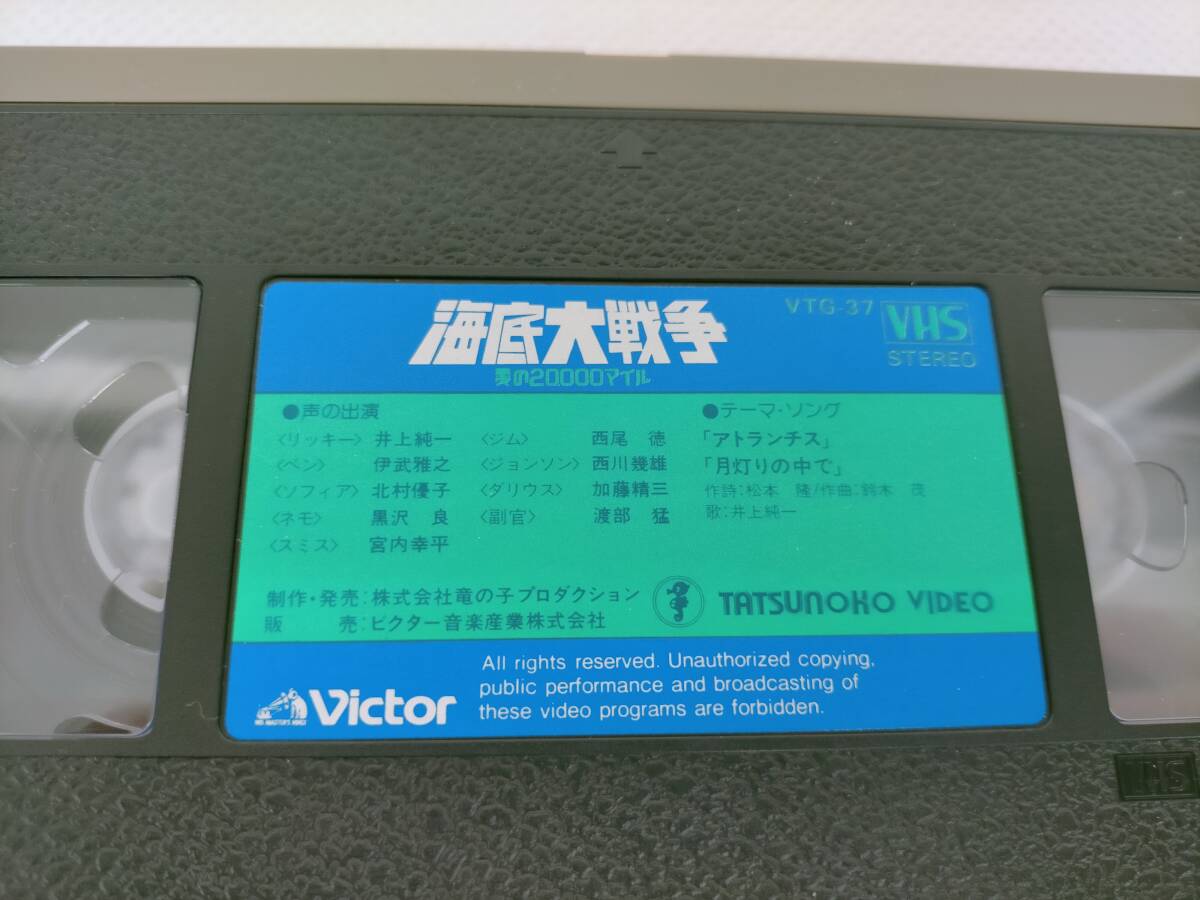 海底大戦争
愛の20,000マイル
VTG-37 VHS
STEREO
●声の出演
〈リッキー〉 井上純一 〈ジム〉 西尾 徳
〈ベン〉 伊武雅之 〈ジョンソン〉 西川幾雄
〈ソフィア〉 北村優子 〈ダリウス〉 加藤精三
〈ネモ〉 黒沢 良 〈副官〉 渡部 猛
〈スミス〉 宮内幸平
●テーマ・ソング
「アトランチス」
「月灯りの中で」
作詩:松本 隆/作曲:鈴木 茂
歌:井上純一
制作・発売:株式会社竜の子プロダクション
販 売:ビクター音楽産業株式会社
TATSUNOKO VIDEO
HIS MASTER'S VOICE
Victor
All rights reserved. Unauthorized copying,
public performance and broadcasting of
these video programs are forbidden.
VHS